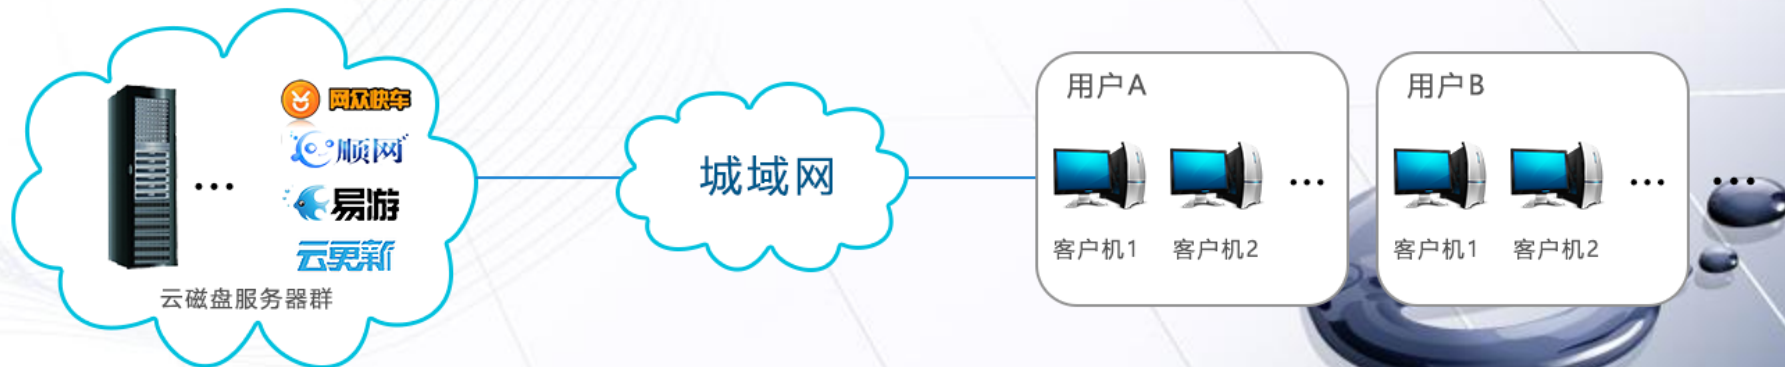 网众快车
顺网
易游
云更新
云磁盘服务器群
城域网
用户A
客户机1
客户机2
用户B
客户机1
客户机2